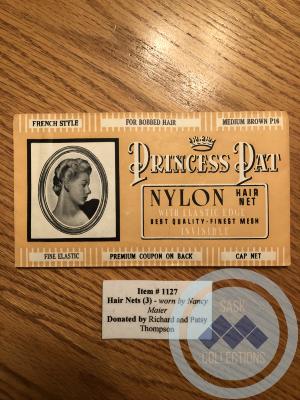 FRENCH STYLE FOR BOBBED HAIR MEDIUM BROWN P16
PRINCESS PAT
NYLON HAIR NET
WITH ELASTIC EDGE
BEST QUALITY-FINEST MESH
INVISIBLE
FINE ELASTIC PREMIUM COUPON ON BACK CAP NET
Item # 1127
Hair Nets (3) - worn by Nancy
Maier
Donated by Richard and Patsy
Thompson
SASK
COLLECTIONS